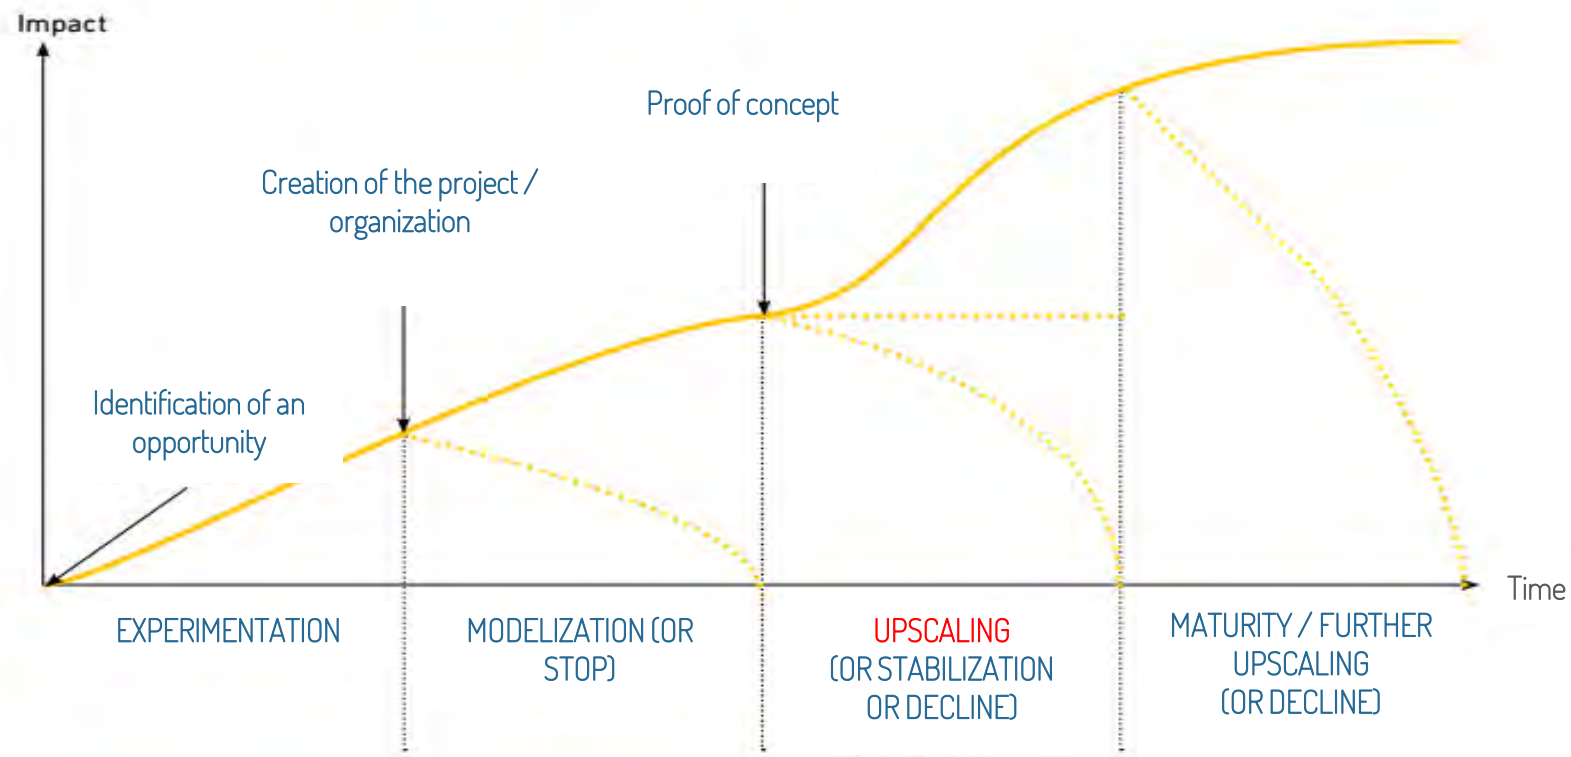 Impact
Proof of concept
Creation of the project /
organization
Identification of an
opportunity
Time
EXPERIMENTATION
MODELIZATION (OR
STOP)
UPSCALING
(OR STABILIZATION
OR DECLINE)
MATURITY / FURTHER
UPSCALING
(OR DECLINE)